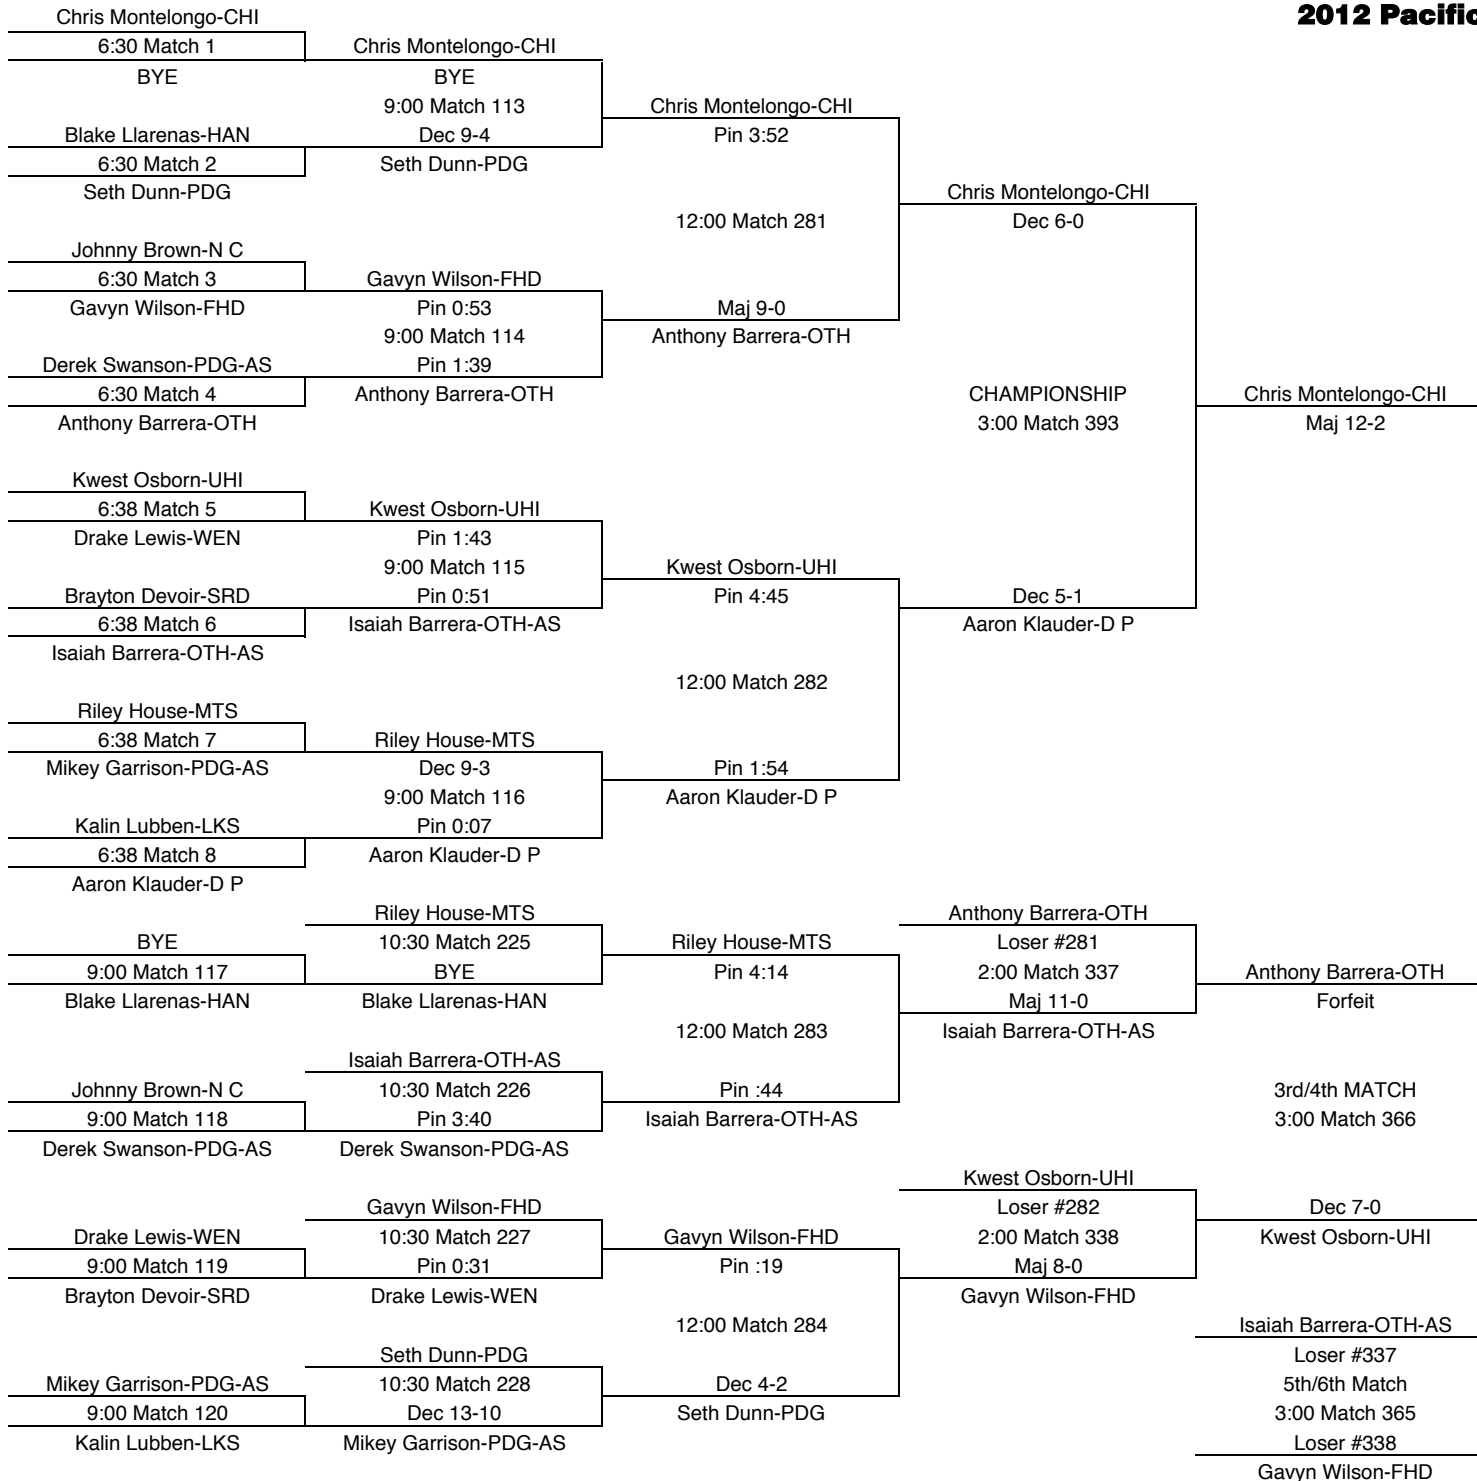 2012 Pacific
Chris Montelongo-CHI
6:30 Match 1
BYE
Blake Llarenas-HAN
6:30 Match 2
Seth Dunn-PDG
Johnny Brown-N C
6:30 Match 3
Gavyn Wilson-FHD
Derek Swanson-PDG-AS
6:30 Match 4
Anthony Barrera-OTH
Kwest Osborn-UHI
6:38 Match 5
Drake Lewis-WEN
Brayton Devoir-SRD
6:38 Match 6
Isaiah Barrera-OTH-AS
Riley House-MTS
6:38 Match 7
Mikey Garrison-PDG-AS
Kalin Lubben-LKS
6:38 Match 8
Aaron Klauder-D P
Chris Montelongo-CHI
BYE
9:00 Match 113
Dec 9-4
Seth Dunn-PDG
Gavyn Wilson-FHD
Pin 0:53
9:00 Match 114
Pin 1:39
Anthony Barrera-OTH
Kwest Osborn-UHI
Pin 1:43
9:00 Match 115
Pin 0:51
Isaiah Barrera-OTH-AS
Riley House-MTS
Dec 9-3
9:00 Match 116
Pin 0:07
Aaron Klauder-D P
Chris Montelongo-CHI
Pin 3:52
12:00 Match 281
Maj 9-0
Anthony Barrera-OTH
Kwest Osborn-UHI
Pin 4:45
12:00 Match 282
Pin 1:54
Aaron Klauder-D P
Chris Montelongo-CHI
Dec 6-0
CHAMPIONSHIP
3:00 Match 393
Dec 5-1
Aaron Klauder-D P
Chris Montelongo-CHI
Maj 12-2
BYE
9:00 Match 117
Blake Llarenas-HAN
Johnny Brown-N C
9:00 Match 118
Derek Swanson-PDG-AS
Drake Lewis-WEN
9:00 Match 119
Brayton Devoir-SRD
Mikey Garrison-PDG-AS
9:00 Match 120
Kalin Lubben-LKS
Riley House-MTS
10:30 Match 225
BYE
Blake Llarenas-HAN
Isaiah Barrera-OTH-AS
10:30 Match 226
Pin 3:40
Derek Swanson-PDG-AS
Gavyn Wilson-FHD
10:30 Match 227
Pin 0:31
Drake Lewis-WEN
Seth Dunn-PDG
10:30 Match 228
Dec 13-10
Mikey Garrison-PDG-AS
Riley House-MTS
Pin 4:14
12:00 Match 283
Pin :44
Isaiah Barrera-OTH-AS
Gavyn Wilson-FHD
Pin :19
12:00 Match 284
Dec 4-2
Seth Dunn-PDG
Anthony Barrera-OTH
Loser #281
2:00 Match 337
Maj 11-0
Isaiah Barrera-OTH-AS
Kwest Osborn-UHI
Loser #282
2:00 Match 338
Maj 8-0
Gavyn Wilson-FHD
Anthony Barrera-OTH
Forfeit
3rd/4th MATCH
3:00 Match 366
Dec 7-0
Kwest Osborn-UHI
Isaiah Barrera-OTH-AS
Loser #337
5th/6th Match
3:00 Match 365
Loser #338
Gavyn Wilson-FHD